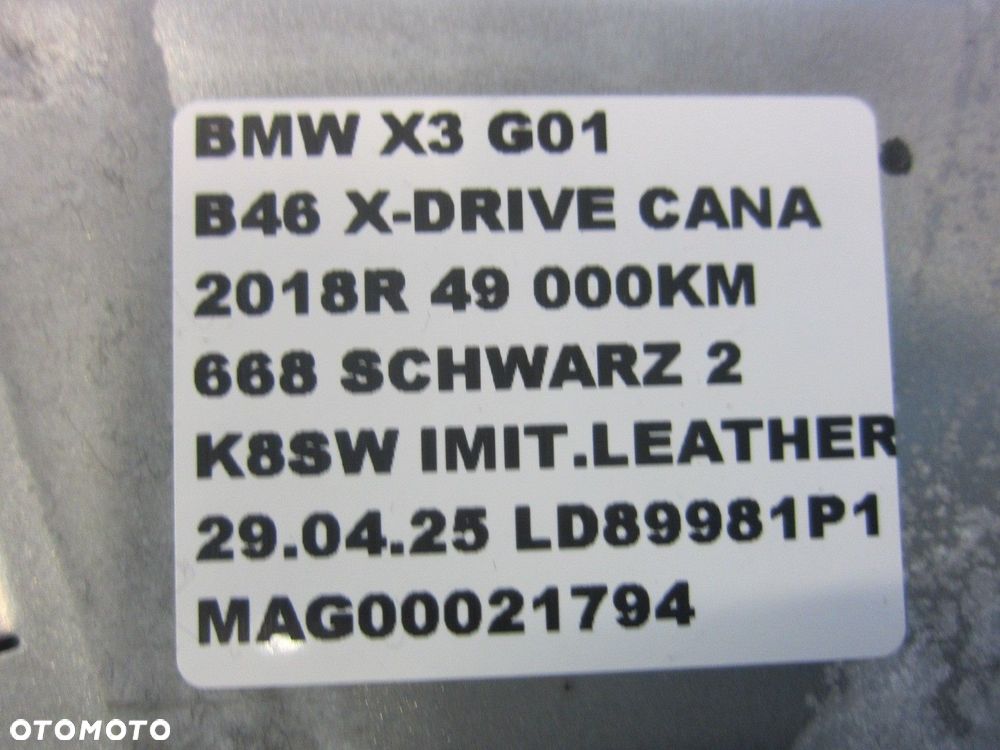 BMW X3 G01
B46 X-DRIVE CANA
2018R 49 000KM
668 SCHWARZ 2
K8SW IMIT.LEATHER
29.04.25 LD89981P1
MAG00021794
OTOMOTO